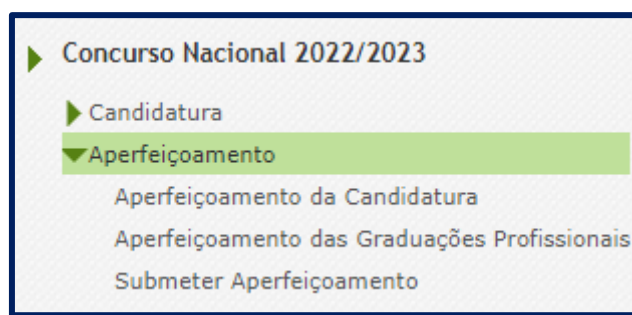 Concurso Nacional 2022/2023
Candidatura
Aperfeiçoamento
Aperfeiçoamento da Candidatura
Aperfeiçoamento das Graduações Profissionais
Submeter Aperfeiçoamento